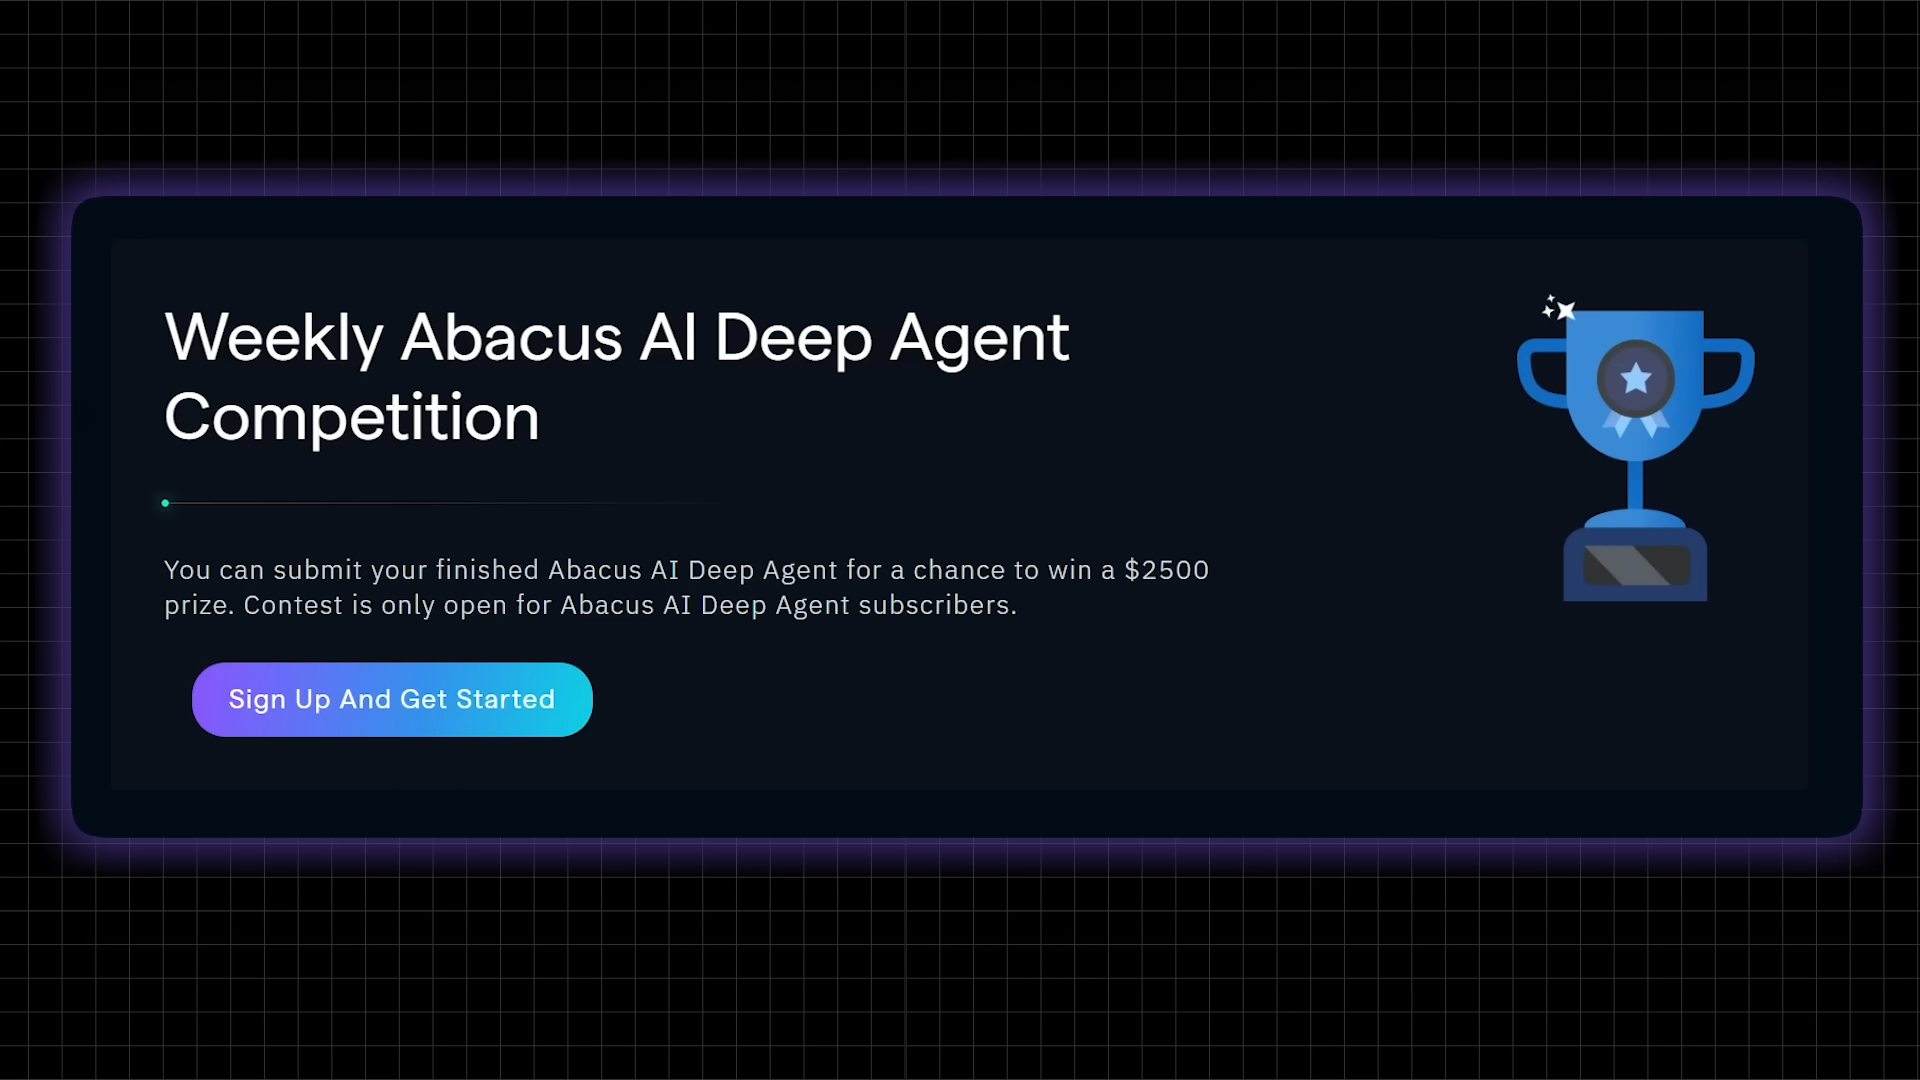 Weekly Abacus AI Deep Agent
Competition
You can submit your finished Abacus AI Deep Agent for a chance to win a $2500
prize. Contest is only open for Abacus AI Deep Agent subscribers.
Sign Up And Get Started